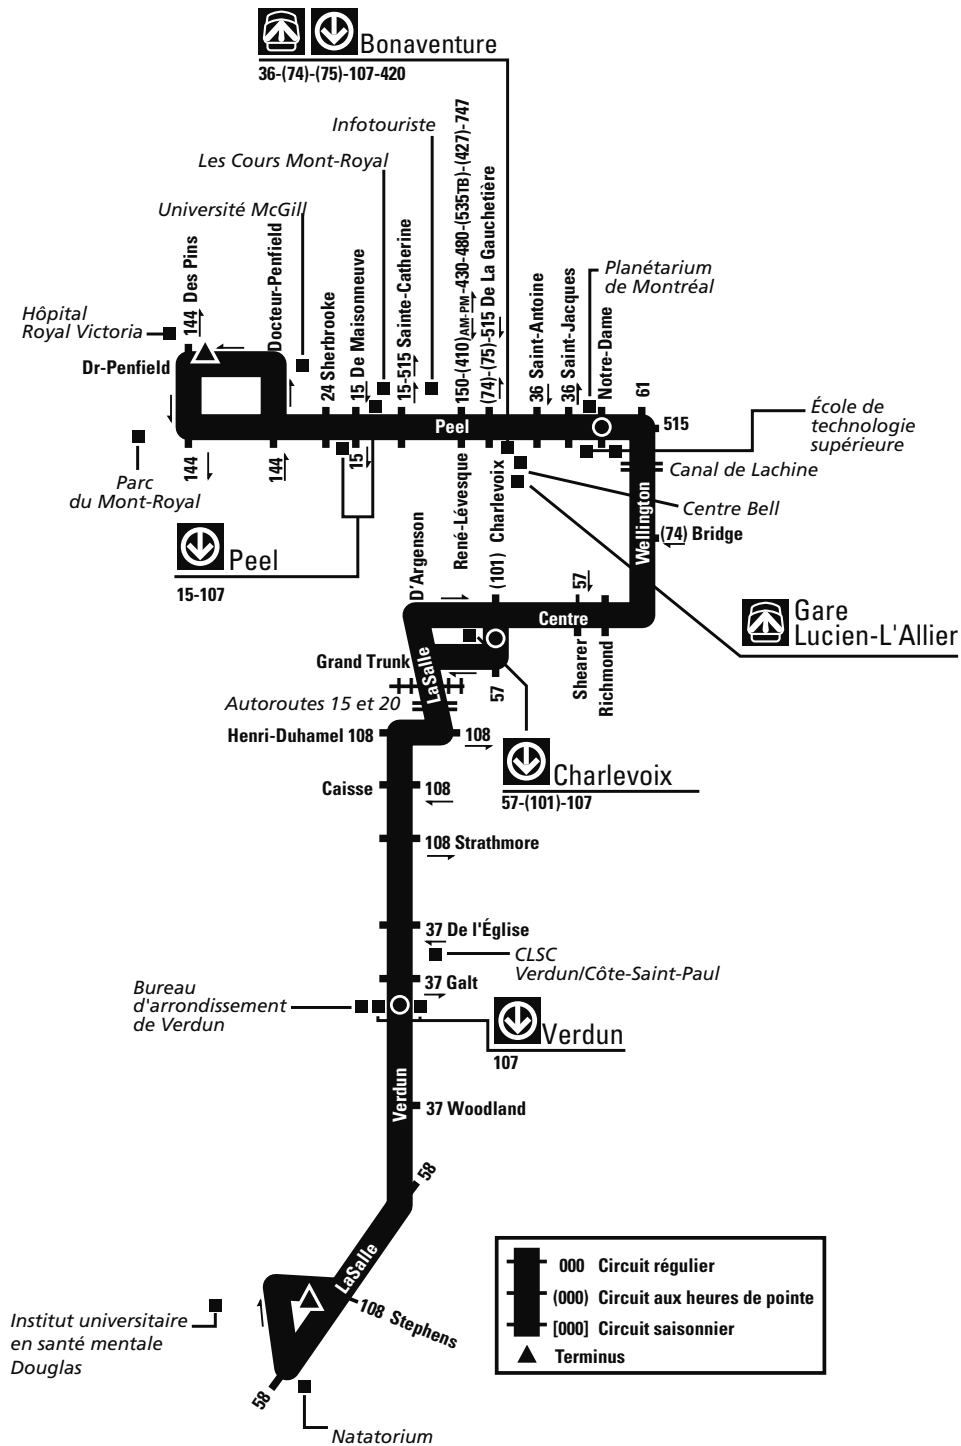 Bonaventure
36-(74)-(75)-107-420
Infotouriste
Les Cours Mont-Royal
Université McGill
Hôpital
Royal Victoria
144 Des Pins
Docteur-Penfield
24 Sherbrooke
15 De Maisonneuve
15-515 Sainte-Catherine
150-(410)AM-PM-430-480-(535TB)-(427)-747
(74)-(75)-515 De La Gauchetière
36 Saint-Antoine
36 Saint-Jacques
Notre-Dame
61
Planétarium
de Montréal
Dr-Penfield
Peel
515
École de
technologie
supérieure
144
144
15
Parc
du Mont-Royal
Peel
15-107
René-Lévesque
Canal de Lachine
Centre Bell
Wellington
(74) Bridge
D'Argenson
(101) Charlevoix
57
Centre
Gare
Lucien-L'Allier
Grand Trunk
LaSalle
57
Shearer
Richmond
Autoroutes 15 et 20
Henri-Duhamel 108
108
Charlevoix
57-(101)-107
Caisse
108
108 Strathmore
37 De l'Église
CLSC
Verdun/Côte-Saint-Paul
37 Galt
Bureau
d'arrondissement
de Verdun
Verdun
107
Verdun
37 Woodland
58
LaSalle
108 Stephens
Institut universitaire
en santé mentale
Douglas
58
Natatorium
000 Circuit régulier
(000) Circuit aux heures de pointe
[000] Circuit saisonnier
Terminus